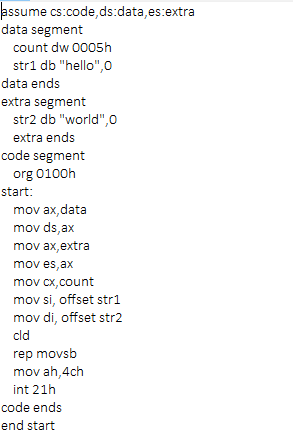 assume cs:code,ds:data,es:extra
data segment
count dw 0005h
str1 db "hello",0
data ends
extra segment
str2 db "world",0
extra ends
code segment
org 0100h
start:
mov ax,data
mov ds,ax
mov ax,extra
mov es,ax
mov cx,count
mov si, offset str1
mov di, offset str2
cld
rep movsb
mov ah,4ch
int 21h
code ends
end start